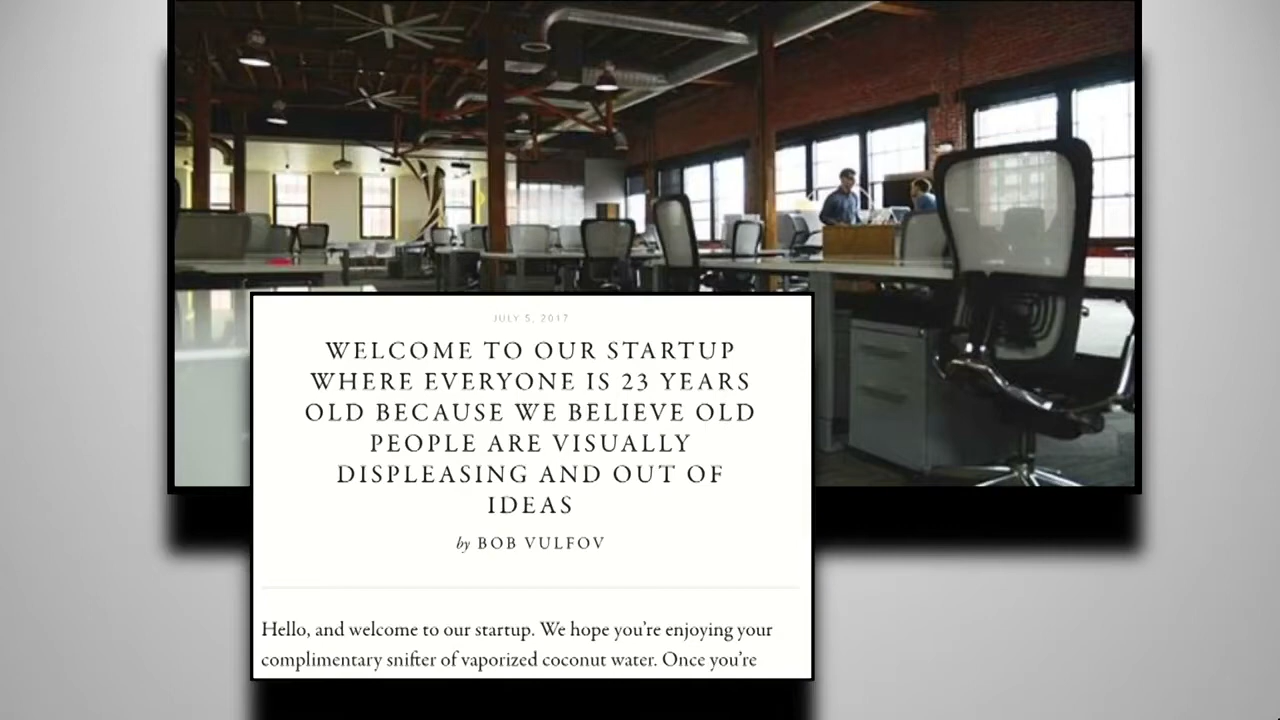 JULY 5, 2017
WELCOME TO OUR STARTUP
WHERE EVERYONE IS 23 YEARS
OLD BECAUSE WE BELIEVE OLD
PEOPLE ARE VISUALLY
DISPLEASING AND OUT OF
IDEAS
by BOB VULFOV
Hello, and welcome to our startup. We hope you're enjoying your
complimentary snifter of vaporized coconut water. Once you're